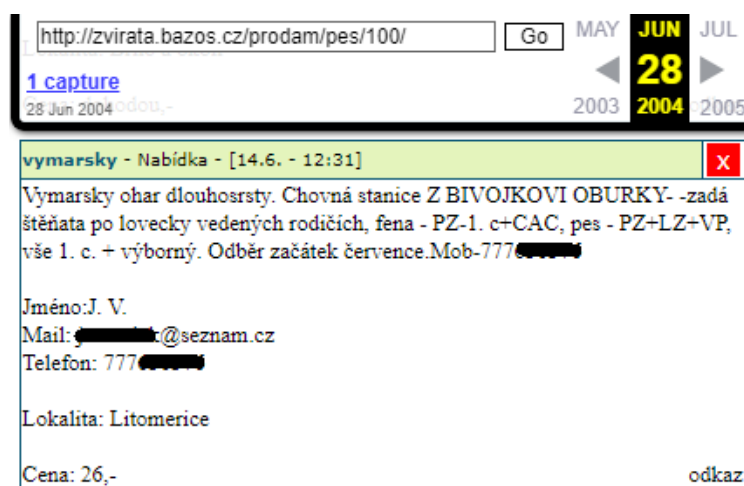 http://zvirata.bazos.cz/prodam/pes/100/ Go MAY JUN JUL
28
1 capture
28 Jun 2004 2003 2004 2005
vymarsky - Nabídka - [14.6. - 12:31] X
Vymarsky ohar dlouhosrsty. Chovná stanice Z BIVOJKOVI OBURKY- -zadá
štěňata po lovecky vedených rodičích, fena - PZ-1. c+CAC, pes - PZ+LZ+VP,
vše 1. c. + výborný. Odběr začátek července.Mob-777
Jméno:J. V.
Mail: @seznam.cz
Telefon: 777
Lokalita: Litomerice
Cena: 26,- odkaz